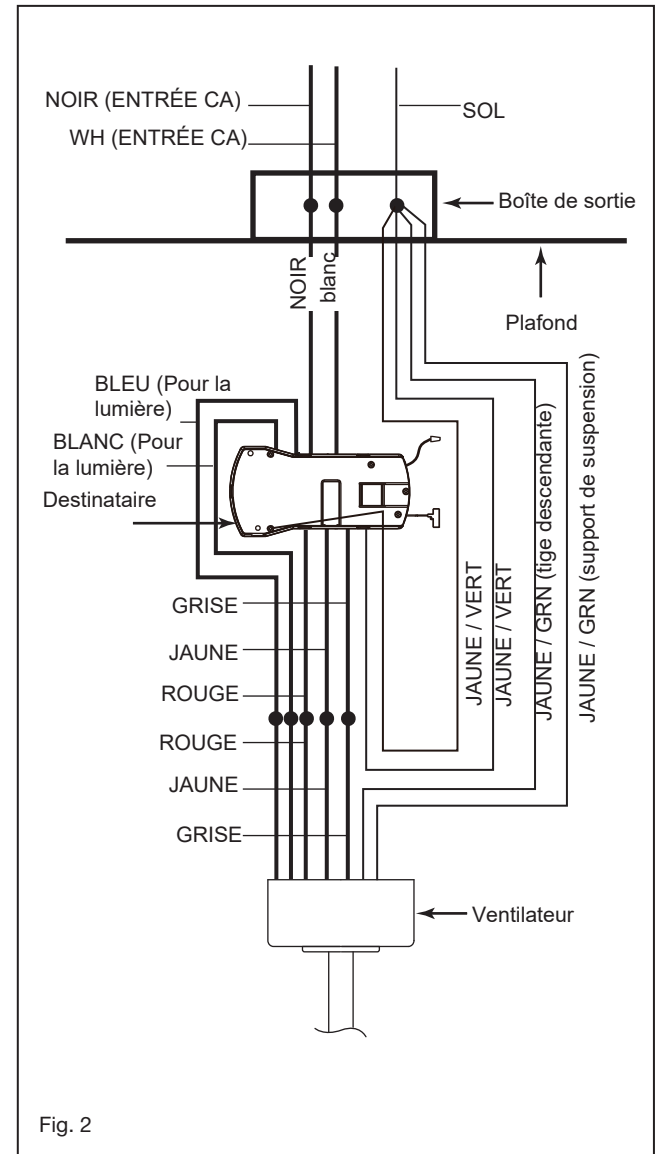 NOIR (ENTRÉE CA)
SOL
WH (ENTRÉE CA)
Boîte de sortie
NOIR
blanc
Plafond
BLEU (Pour la
lumière)
BLANC (Pour
la lumière)
Destinataire
GRISE
JAUNE
ROUGE
ROUGE
JAUNE
GRISE
JAUNE / VERT
JAUNE / VERT
JAUNE / GRN (tige descendante)
JAUNE / GRN (support de suspension)
Ventilateur
Fig. 2